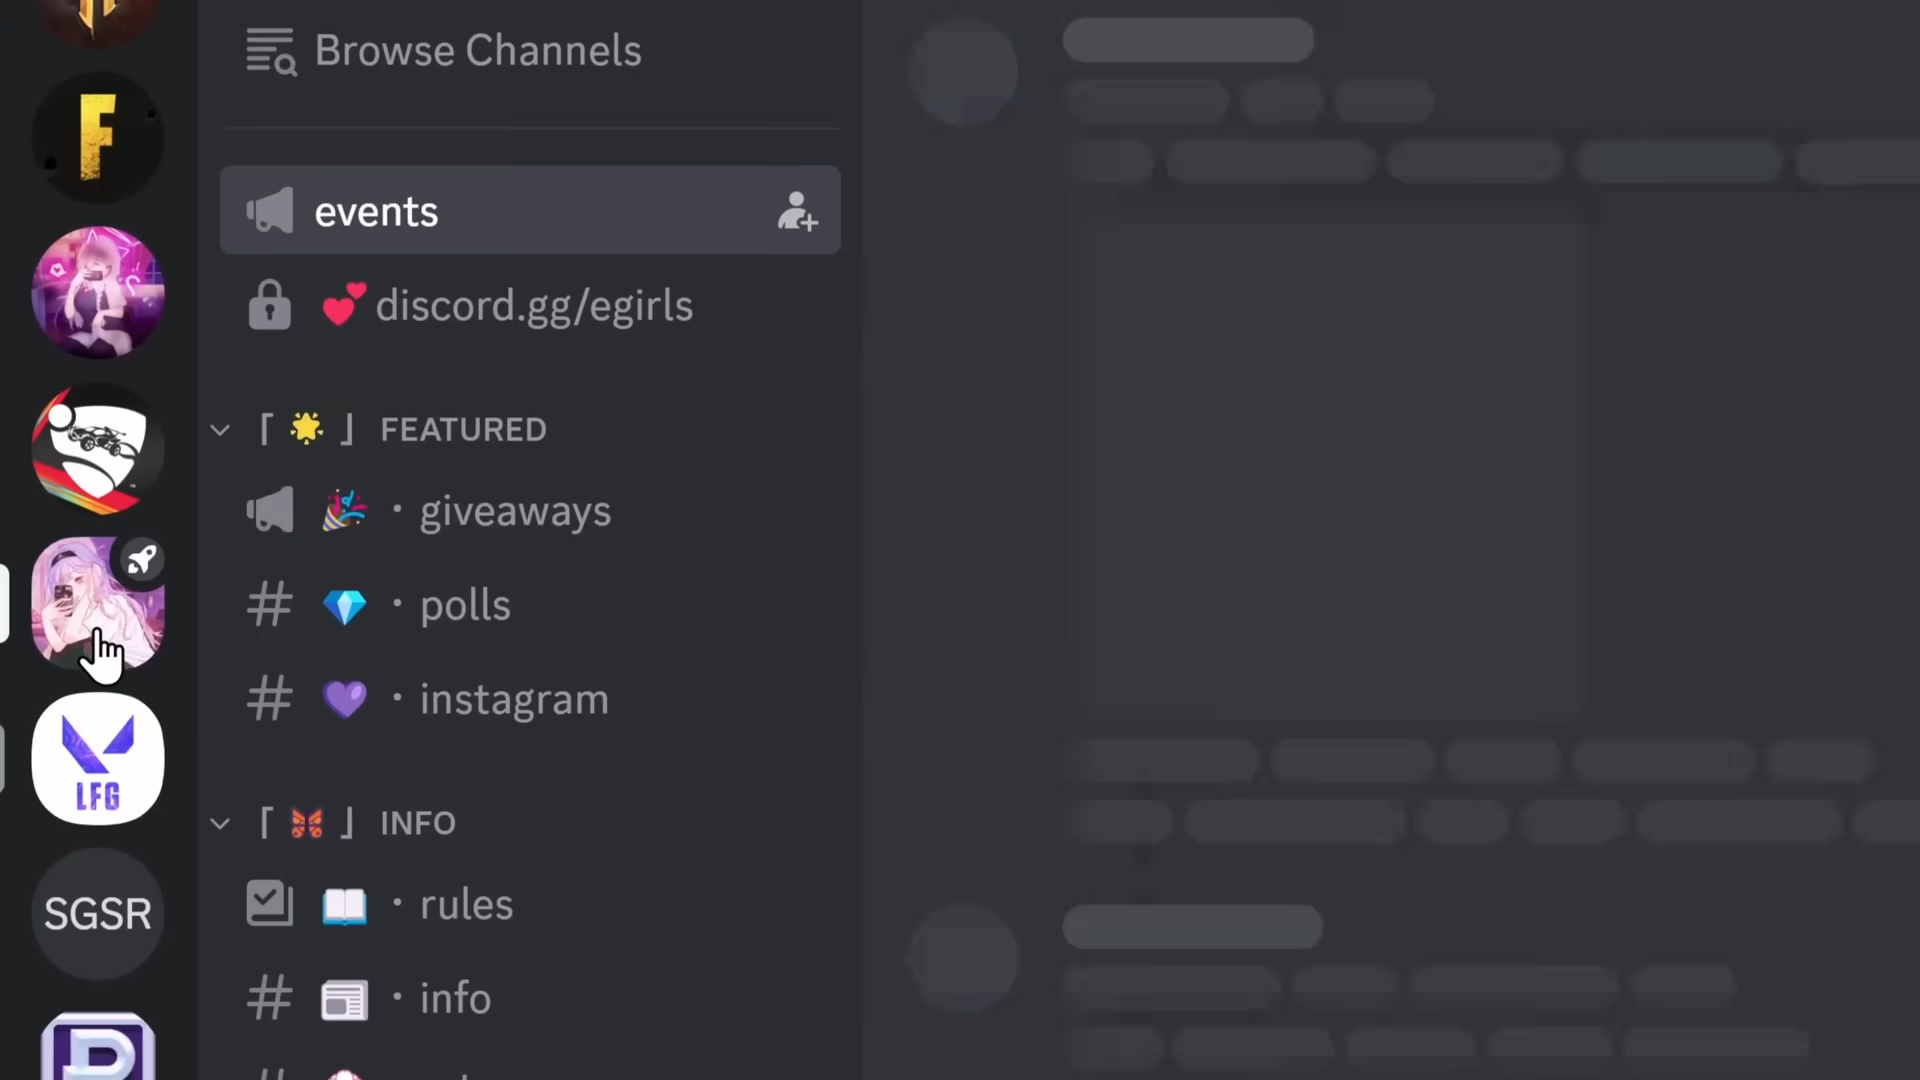 Browse Channels
F
events
discord.gg/egirls
「 」 FEATURED
・ giveaways
・ polls
・ instagram
LFG
「 」 INFO
SGSR
・ rules
・ info